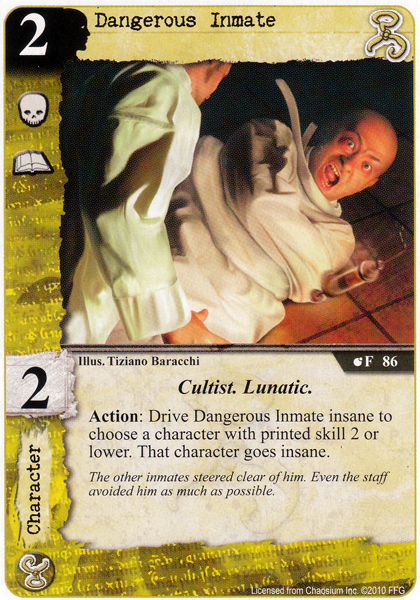 2
Dangerous Inmate
Illus. Tiziano Baracchi
F 86
2
Cultist. Lunatic.
Action: Drive Dangerous Inmate insane to
choose a character with printed skill 2 or
lower. That character goes insane.
The other inmates steered clear of him. Even the staff
avoided him as much as possible.
Character
Licensed from Chaosium Inc. ©2010 FFG